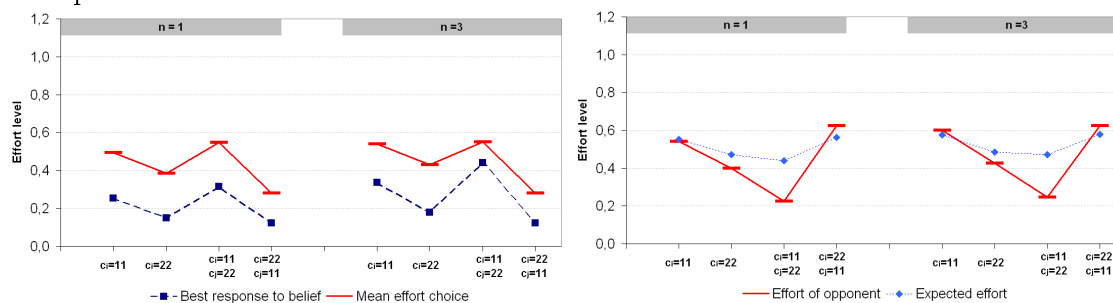 n = 1
n =3
1,2
1,0
0,8
0,6
0,4
0,2
0,0
Effort level
ci=11
ci=22
ci=11
cj=22
ci=22
cj=11
ci=11
ci=22
ci=11
cj=22
ci=22
cj=11
Best response to belief
Mean effort choice
n = 1
n =3
1,2
1,0
0,8
0,6
0,4
0,2
0,0
Effort level
ci=11
ci=22
ci=11
cj=22
ci=22
cj=11
ci=11
ci=22
ci=11
cj=22
ci=22
cj=11
Effort of opponent
Expected effort